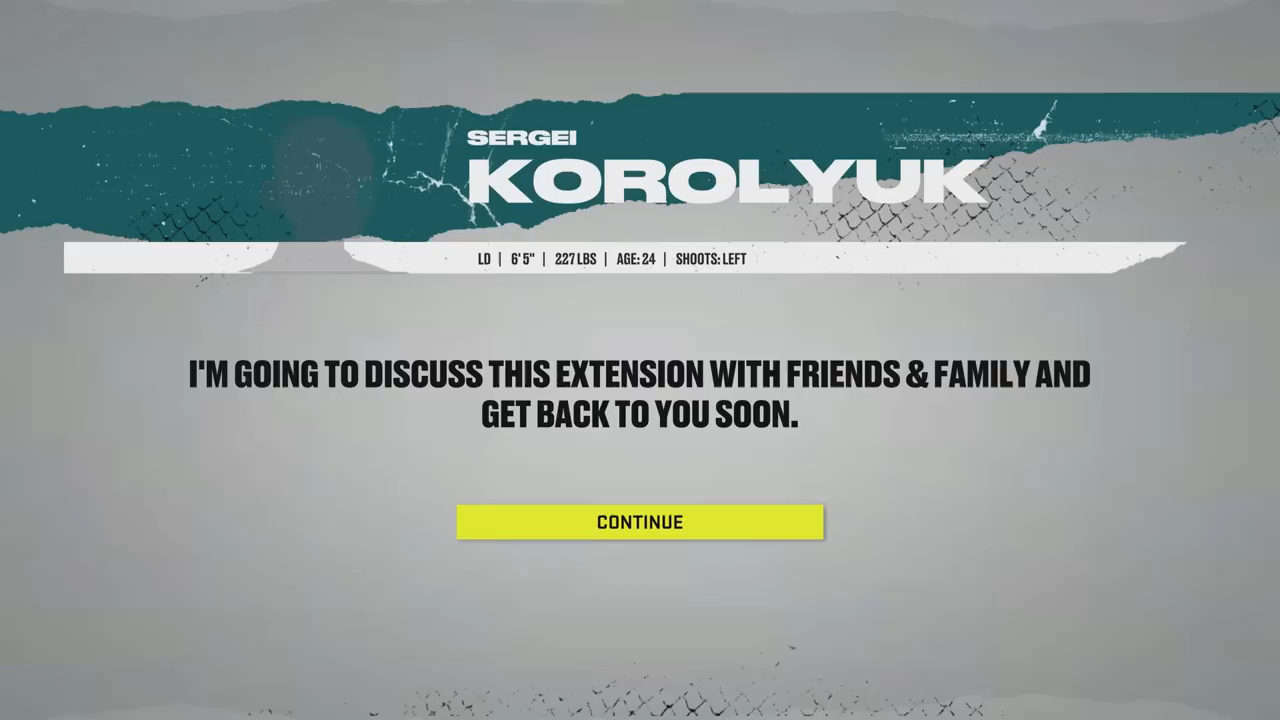 SERGEI
KOROLYUK
LD | 6'5" | 227 LBS | AGE: 24 | SHOOTS: LEFT
I'M GOING TO DISCUSS THIS EXTENSION WITH FRIENDS & FAMILY AND
GET BACK TO YOU SOON.
CONTINUE